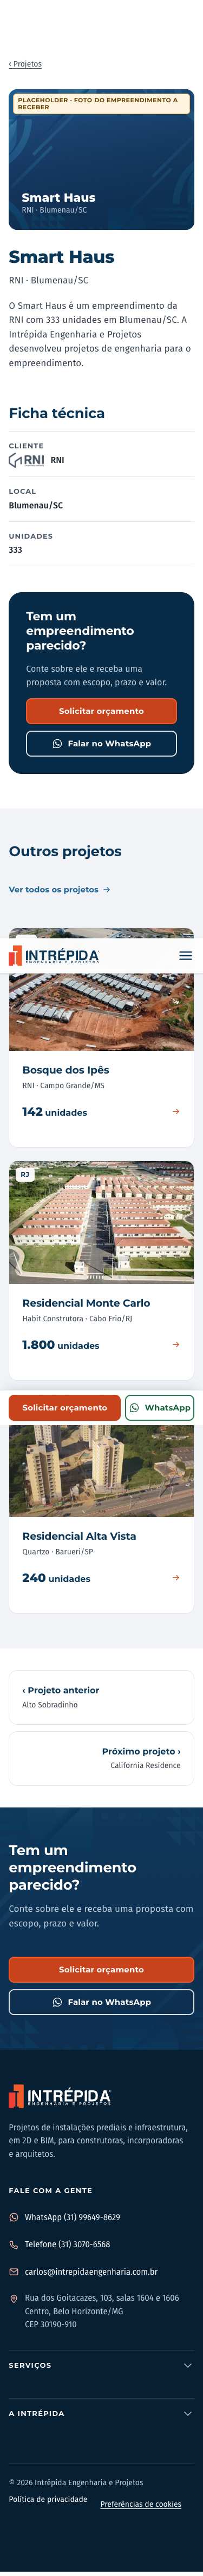 ‹ Projetos
PLACEHOLDER · FOTO DO EMPREENDIMENTO A
RECEBER
Smart Haus
RNI · Blumenau/SC
Smart Haus
RNI · Blumenau/SC
O Smart Haus é um empreendimento da
RNI com 333 unidades em Blumenau/SC. A
Intrépida Engenharia e Projetos
desenvolveu projetos de engenharia para o
empreendimento.
Ficha técnica
CLIENTE
RNI RNI
LOCAL
Blumenau/SC
UNIDADES
333
Tem um
empreendimento
parecido?
Conte sobre ele e receba uma
proposta com escopo, prazo e valor.
Solicitar orçamento
Falar no WhatsApp
Outros projetos
Ver todos os projetos →
INTRÉPIDA
ENGENHARIA E PROJETOS
Bosque dos Ipês
RNI · Campo Grande/MS
142 unidades →
RJ
Residencial Monte Carlo
Habit Construtora · Cabo Frio/RJ
1.800 unidades →
Solicitar orçamento
WhatsApp
Residencial Alta Vista
Quartzo · Barueri/SP
240 unidades →
‹ Projeto anterior
Alto Sobradinho
Próximo projeto ›
California Residence
Tem um
empreendimento
parecido?
Conte sobre ele e receba uma proposta com
escopo, prazo e valor.
Solicitar orçamento
Falar no WhatsApp
INTRÉPIDA
ENGENHARIA E PROJETOS
Projetos de instalações prediais e infraestrutura,
em 2D e BIM, para construtoras, incorporadoras
e arquitetos.
FALE COM A GENTE
WhatsApp (31) 99649-8629
Telefone (31) 3070-6568
carlos@intrepidaengenharia.com.br
Rua dos Goitacazes, 103, salas 1604 e 1606
Centro, Belo Horizonte/MG
CEP 30190-910
SERVIÇOS
A INTRÉPIDA
© 2026 Intrépida Engenharia e Projetos
Política de privacidade
Preferências de cookies